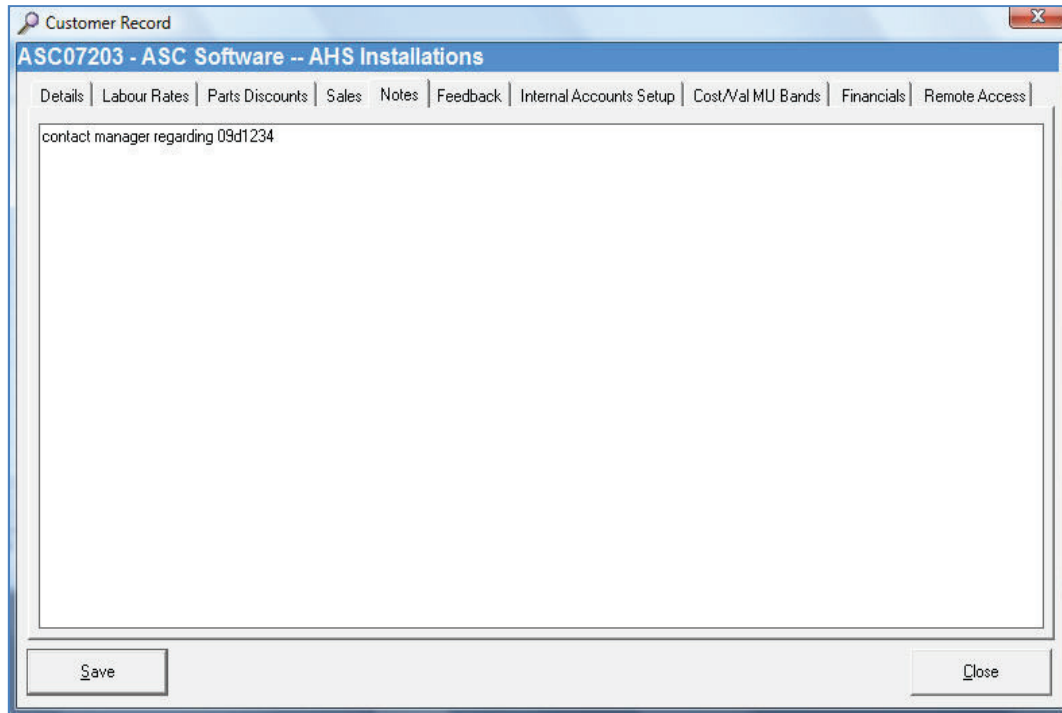 Customer Record
ASC07203 - ASC Software -- AHS Installations
Details Labour Rates Parts Discounts Sales Notes Feedback Internal Accounts Setup Cost/Val MU Bands Financials Remote Access
contact manager regarding 09d1234
Save Close